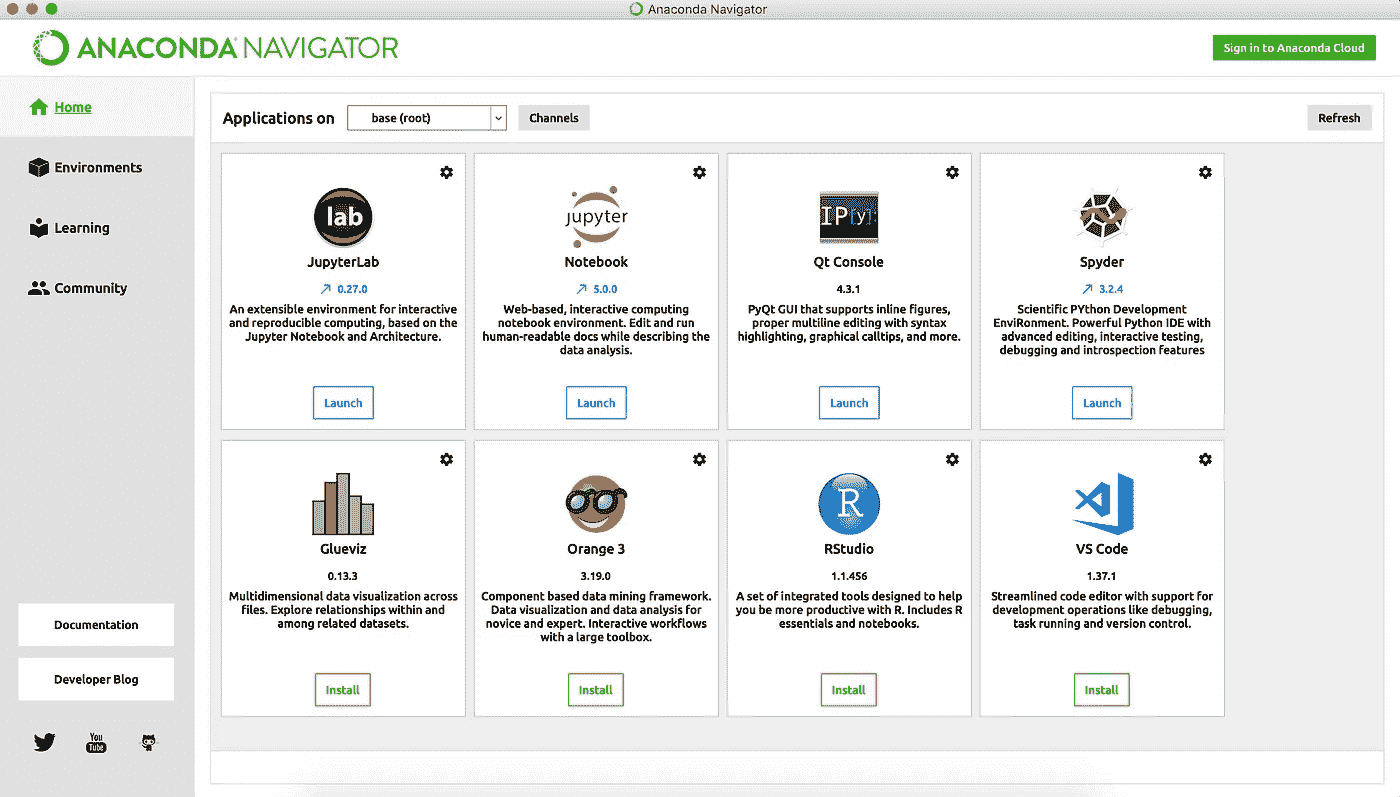 Anaconda Navigator
ANACONDA NAVIGATOR
Sign in to Anaconda Cloud
Home
Environments
Learning
Community
Documentation
Developer Blog
You
Tube
Applications on
base (root)
Channels
Refresh
lab
JupyterLab
0.27.0
An extensible environment for interactive
and reproducible computing, based on the
Jupyter Notebook and Architecture.
Launch
jupyter
Notebook
5.0.0
Web-based, interactive computing
notebook environment. Edit and run
human-readable docs while describing the
data analysis.
Launch
IP[y]:
Qt Console
4.3.1
PyQt GUI that supports inline figures,
proper multiline editing with syntax
highlighting, graphical calltips, and more.
Launch
Spyder
3.2.4
Scientific PYthon Development
EnviRonment. Powerful Python IDE with
advanced editing, interactive testing,
debugging and introspection features
Launch
Glueviz
0.13.3
Multidimensional data visualization across
files. Explore relationships within and
among related datasets.
Install
Orange 3
3.19.0
Component based data mining framework.
Data visualization and data analysis for
novice and expert. Interactive workflows
with a large toolbox.
Install
R
RStudio
1.1.456
A set of integrated tools designed to help
you be more productive with R. Includes R
essentials and notebooks.
Install
VS Code
1.37.1
Streamlined code editor with support for
development operations like debugging,
task running and version control.
Install